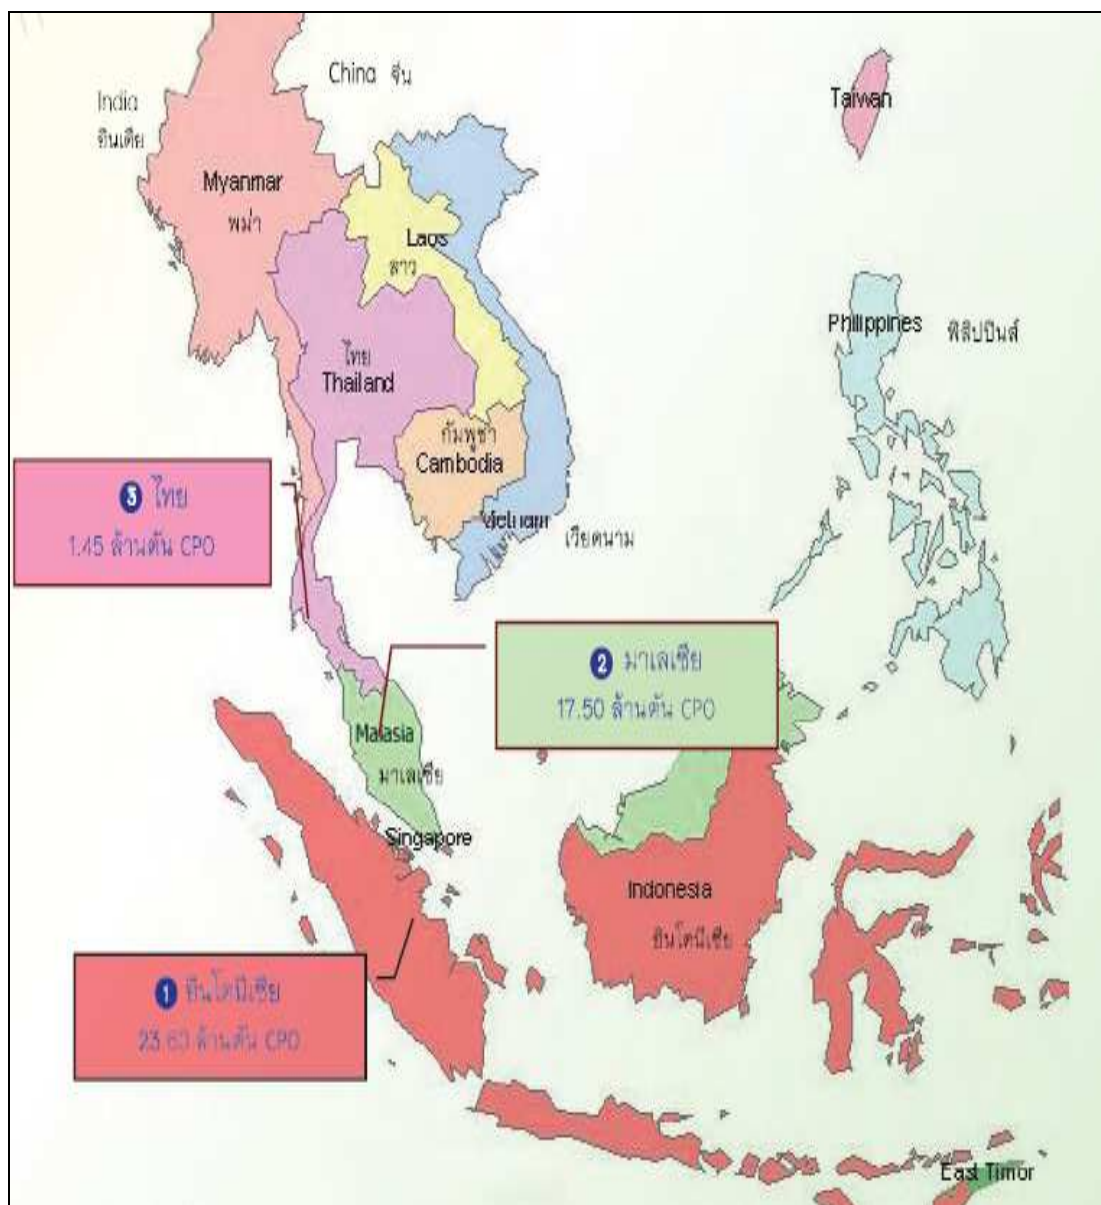 China จีน
India
อินเดีย
Taiwan
Myanmar
พม่า
Laos
ลาว
Philippines ฟิลิปปินส์
ไทย
Thailand
กัมพูชา
Cambodia
Vietnam
เวียดนาม
3 ไทย
1.45 ล้านตัน CPO
2 มาเลเซีย
17.50 ล้านตัน CPO
Malasia
มาเลเซีย
Singapore
Indonesia
อินโดนีเซีย
1 อินโดนีเซีย
23.60 ล้านตัน CPO
East Timor